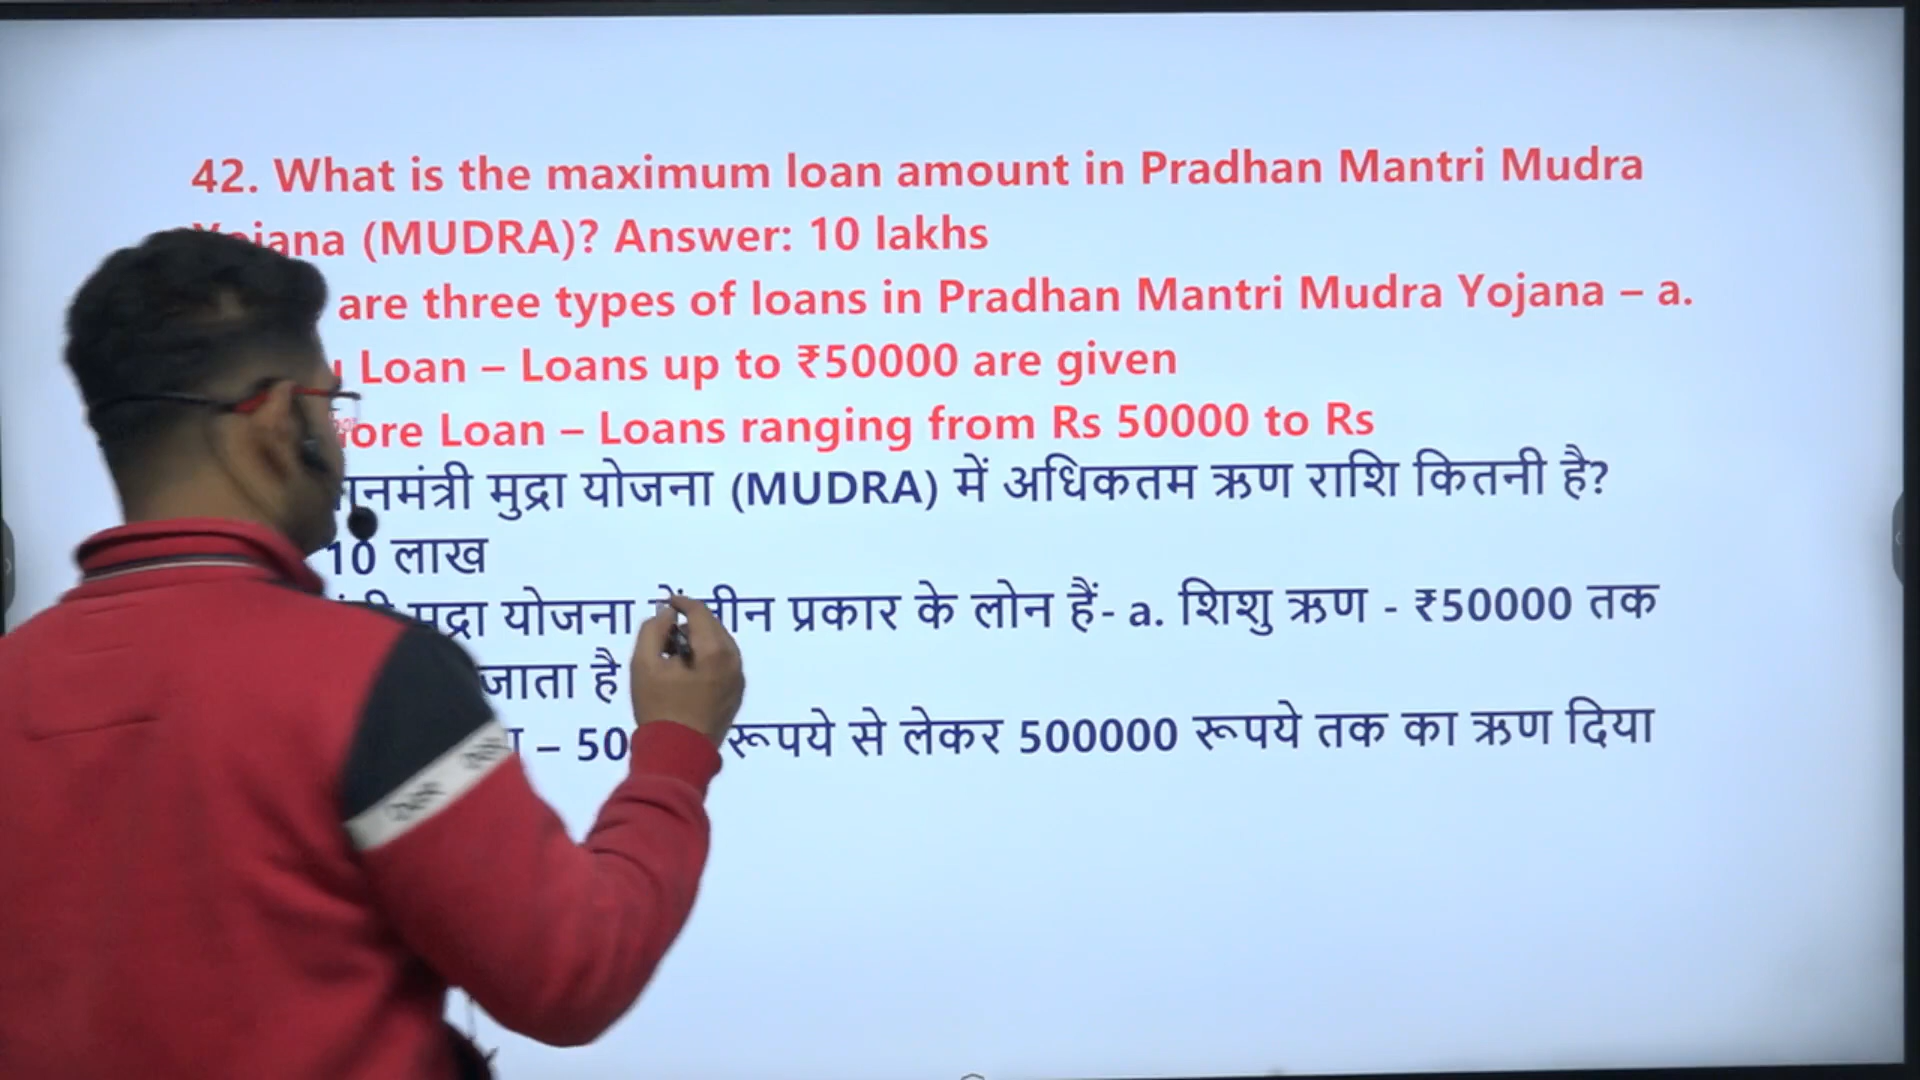 42. What is the maximum loan amount in Pradhan Mantri Mudra
(MUDRA)? Answer: 10 lakhs
are three types of loans in Pradhan Mantri Mudra Yojana – a.
Loan – Loans up to ₹50000 are given
Loan – Loans ranging from Rs 50000 to Rs
मुद्रा योजना (MUDRA) में अधिकतम ऋण राशि कितनी है?
10 लाख
मुद्रा योजना में तीन प्रकार के लोन हैं- a. शिशु ऋण - ₹50000 तक
जाता है
– रूपये से लेकर 500000 रूपये तक का ऋण दिया